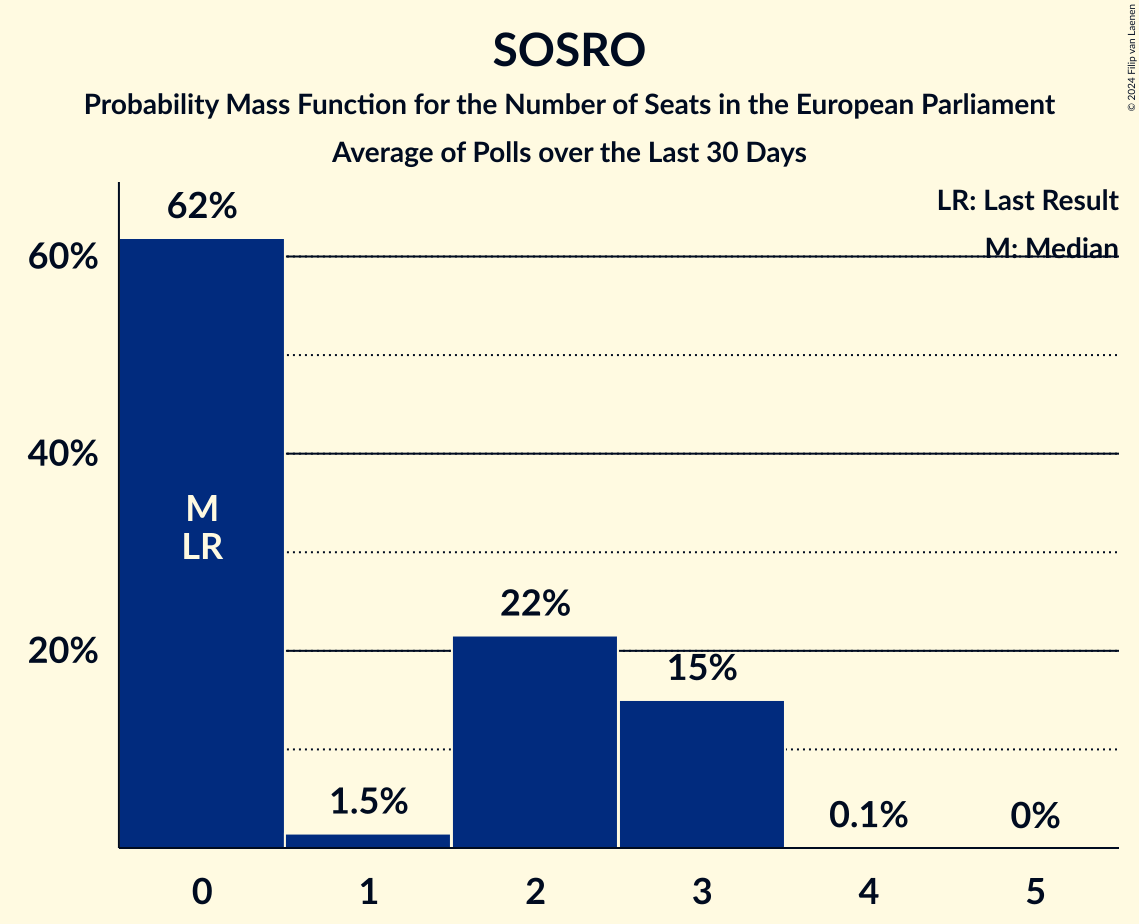 SOSRO
Probability Mass Function for the Number of Seats in the European Parliament
Average of Polls over the Last 30 Days
© 2024 Filip van Laenen
LR: Last Result
M: Median
62%
60%
40%
20%
M
LR
1.5%
22%
15%
0.1%
0%
0 1 2 3 4 5